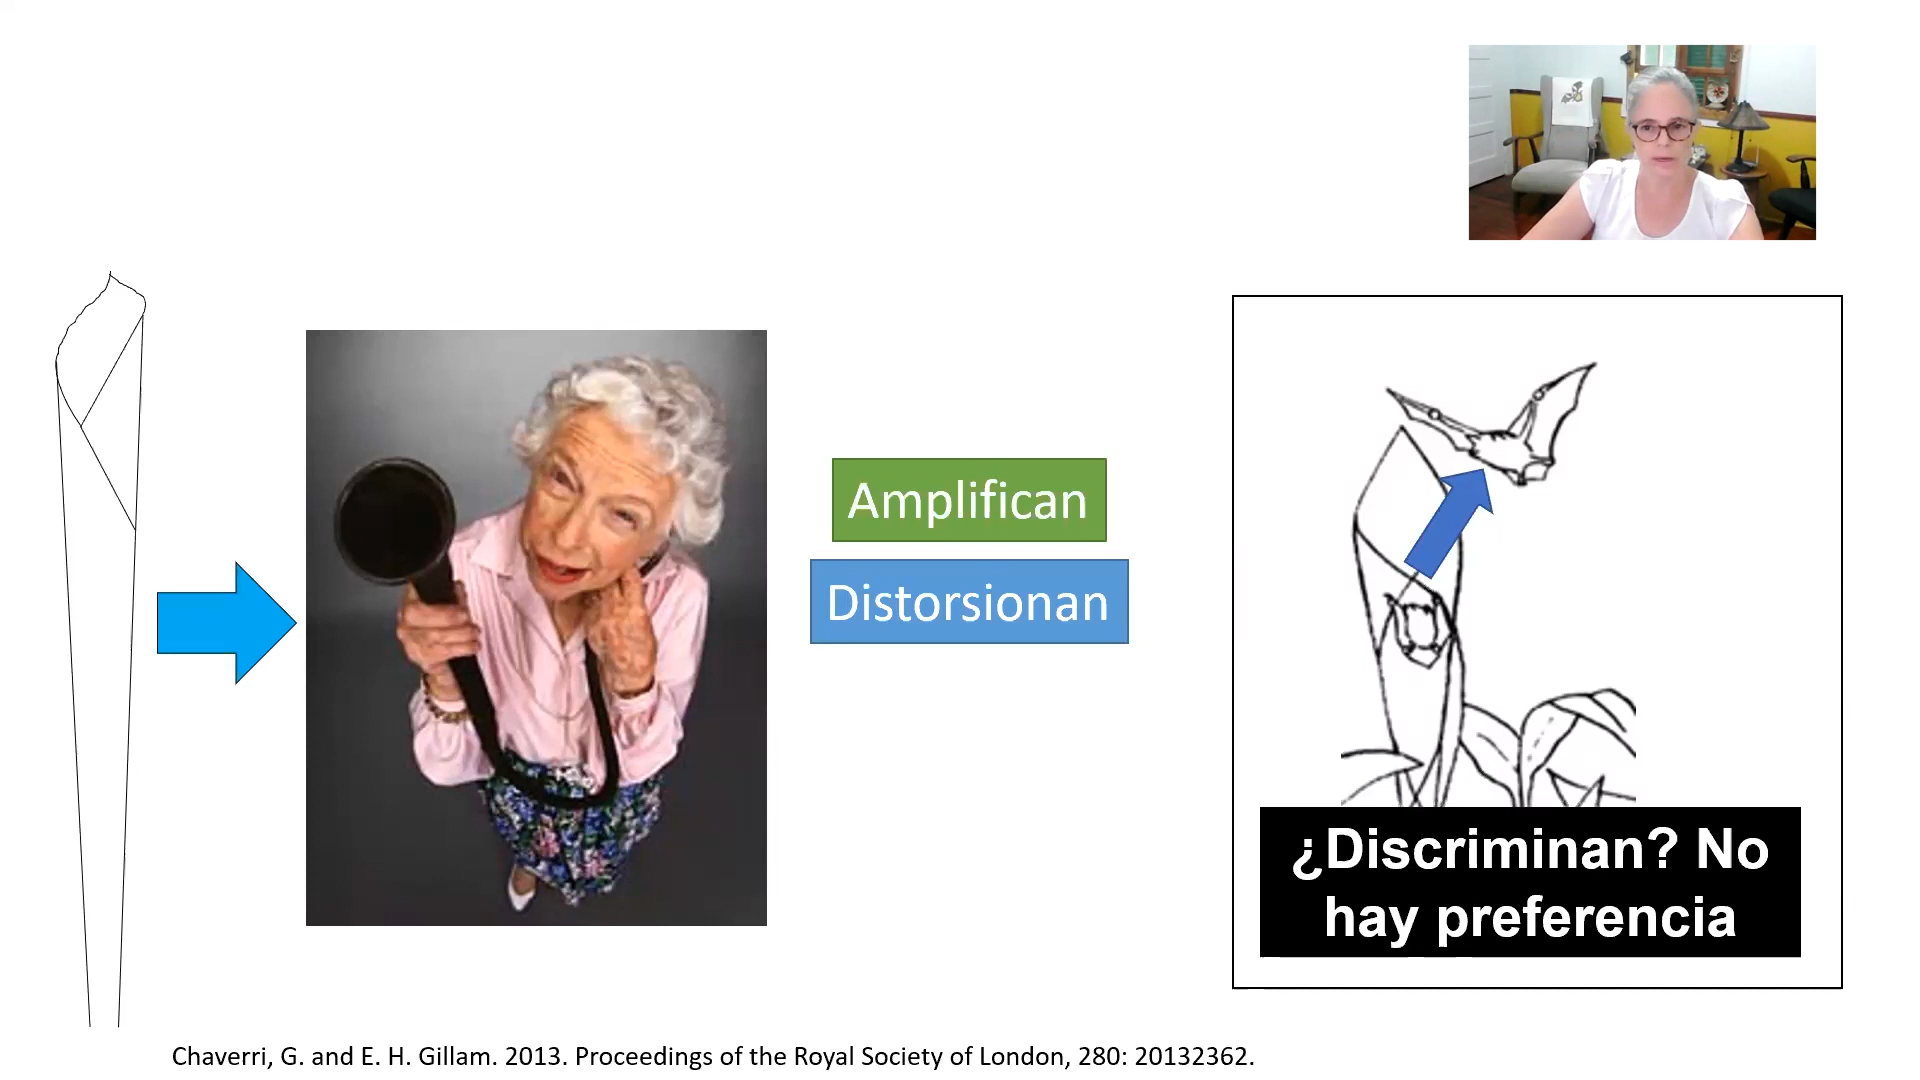 Amplifican
Distorsionan
¿Discriminan? No
hay preferencia
Chaverri, G. and E. H. Gillam. 2013. Proceedings of the Royal Society of London, 280: 20132362.